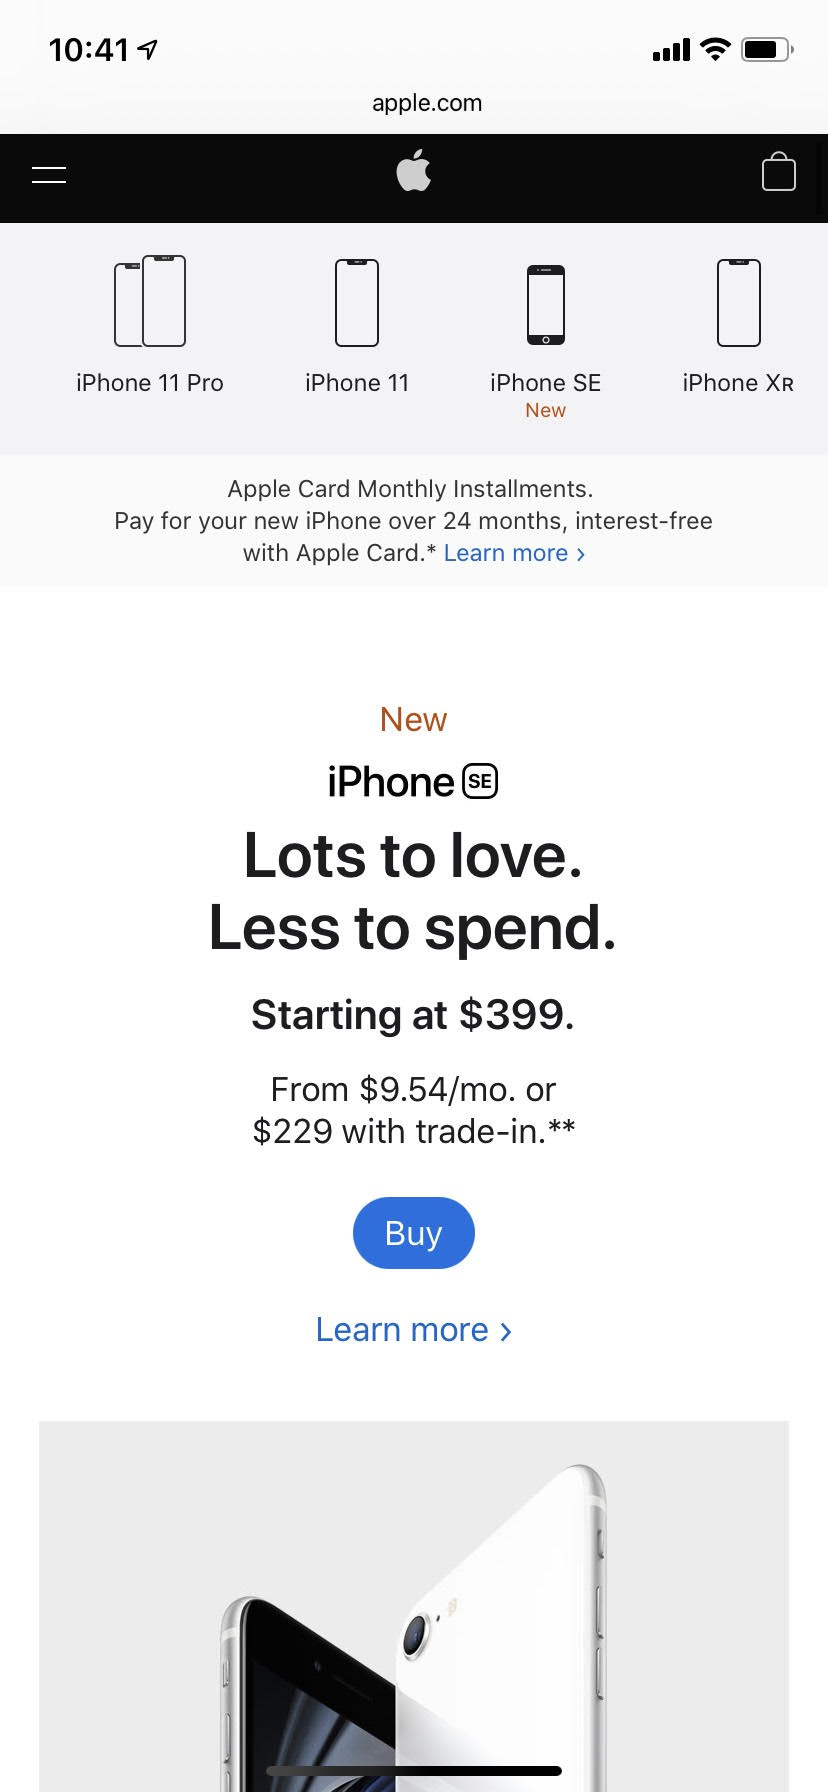 10:41
apple.com
iPhone 11 Pro
iPhone 11
iPhone SE
New
iPhone XR
Apple Card Monthly Installments.
Pay for your new iPhone over 24 months, interest-free
with Apple Card.* Learn more ›
New
iPhone SE
Lots to love.
Less to spend.
Starting at $399.
From $9.54/mo. or
$229 with trade-in.**
Buy
Learn more ›